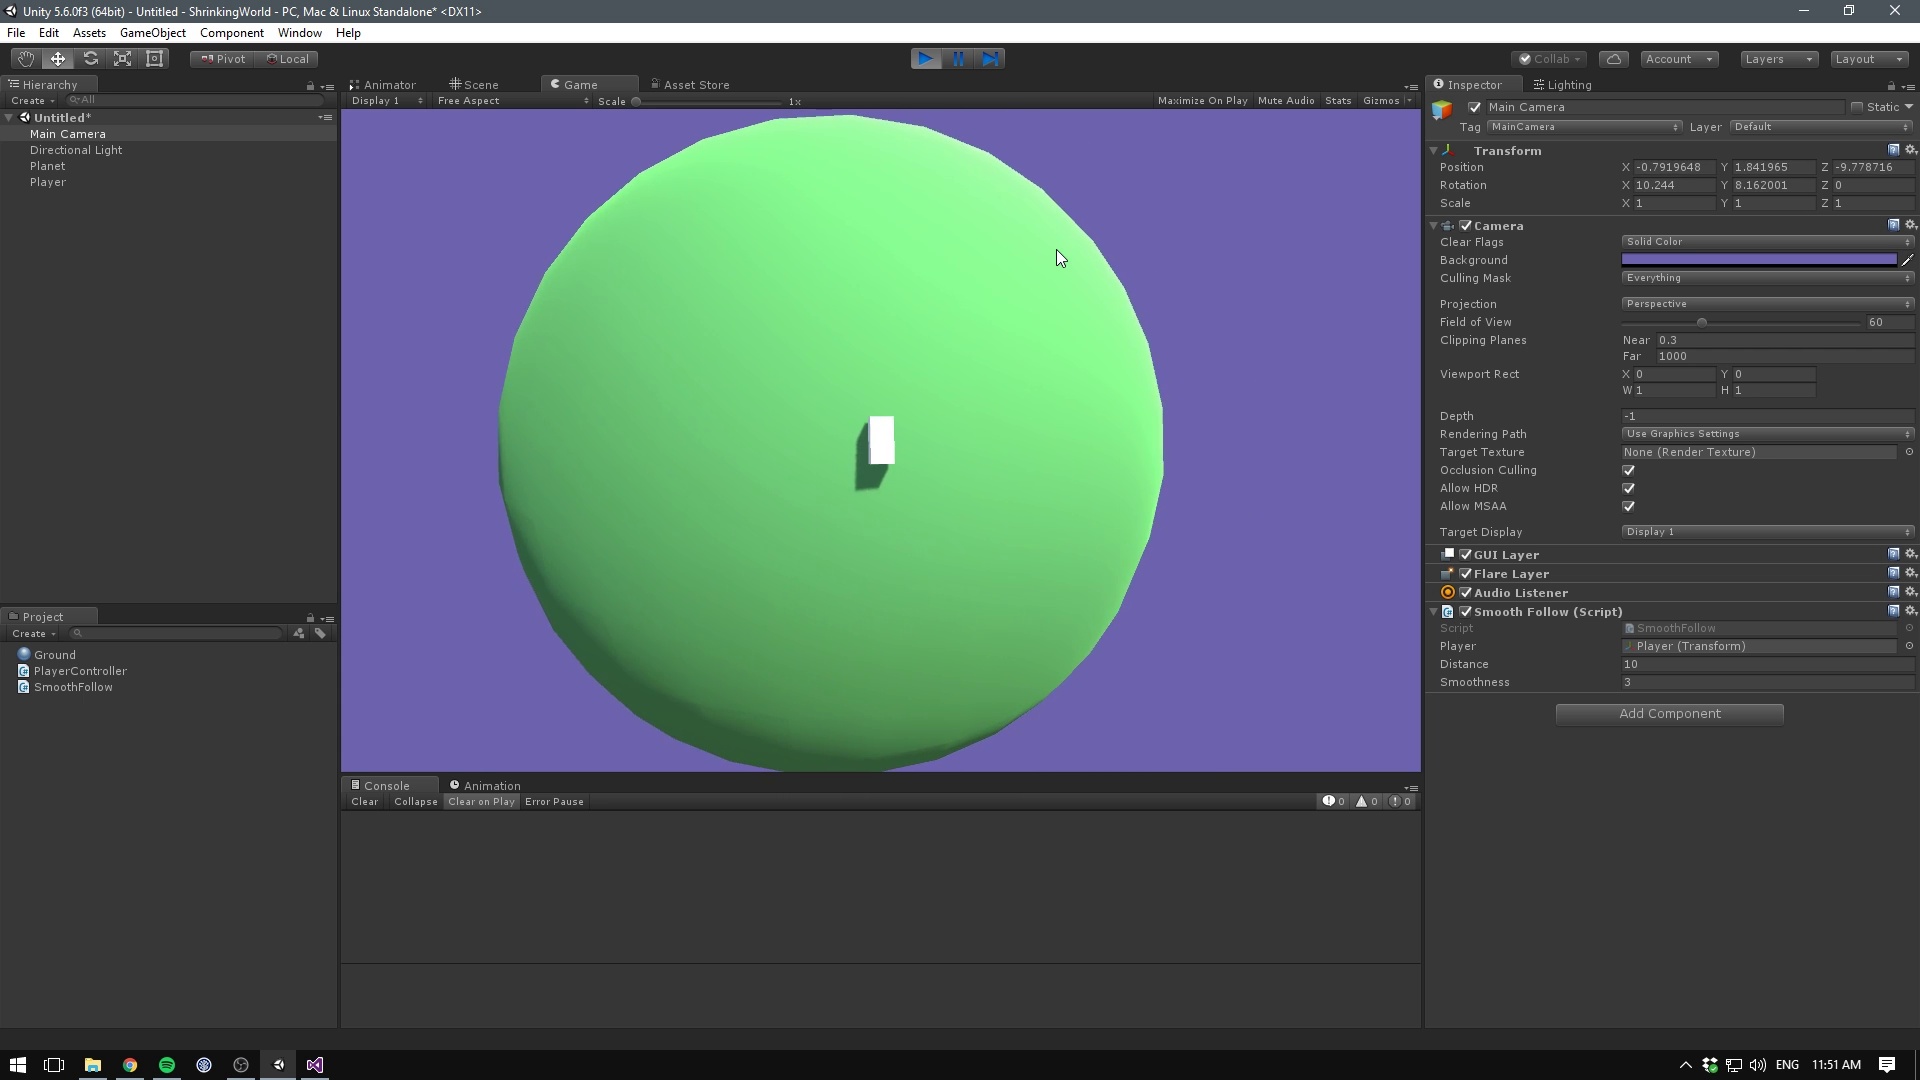 Unity 5.6.0f3 (64bit) - Untitled - ShrinkingWorld - PC, Mac & Linux Standalone* <DX11>
File Edit Assets GameObject Component Window Help
Pivot Local Collab Account Layers Layout
Hierarchy
Create All
Untitled*
Main Camera
Directional Light
Planet
Player
Project
Create
Ground
PlayerController
SmoothFollow
Animator Scene Game Asset Store
Display 1 Free Aspect Scale 1x Maximize On Play Mute Audio Stats Gizmos
Console Animation
Clear Collapse Clear on Play Error Pause 0 0 0
Inspector Lighting
Main Camera Static
Tag MainCamera Layer Default
Transform
Position X -0.7919648 Y 1.841965 Z -9.778716
Rotation X 10.244 Y 8.162001 Z 0
Scale X 1 Y 1 Z 1
Camera
Clear Flags Solid Color
Background
Culling Mask Everything
Projection Perspective
Field of View 60
Clipping Planes Near 0.3
Far 1000
Viewport Rect X 0 Y 0
W 1 H 1
Depth -1
Rendering Path Use Graphics Settings
Target Texture None (Render Texture)
Occlusion Culling
Allow HDR
Allow MSAA
Target Display Display 1
GUI Layer
Flare Layer
Audio Listener
Smooth Follow (Script)
Script SmoothFollow
Player Player (Transform)
Distance 10
Smoothness 3
Add Component
ENG 11:51 AM